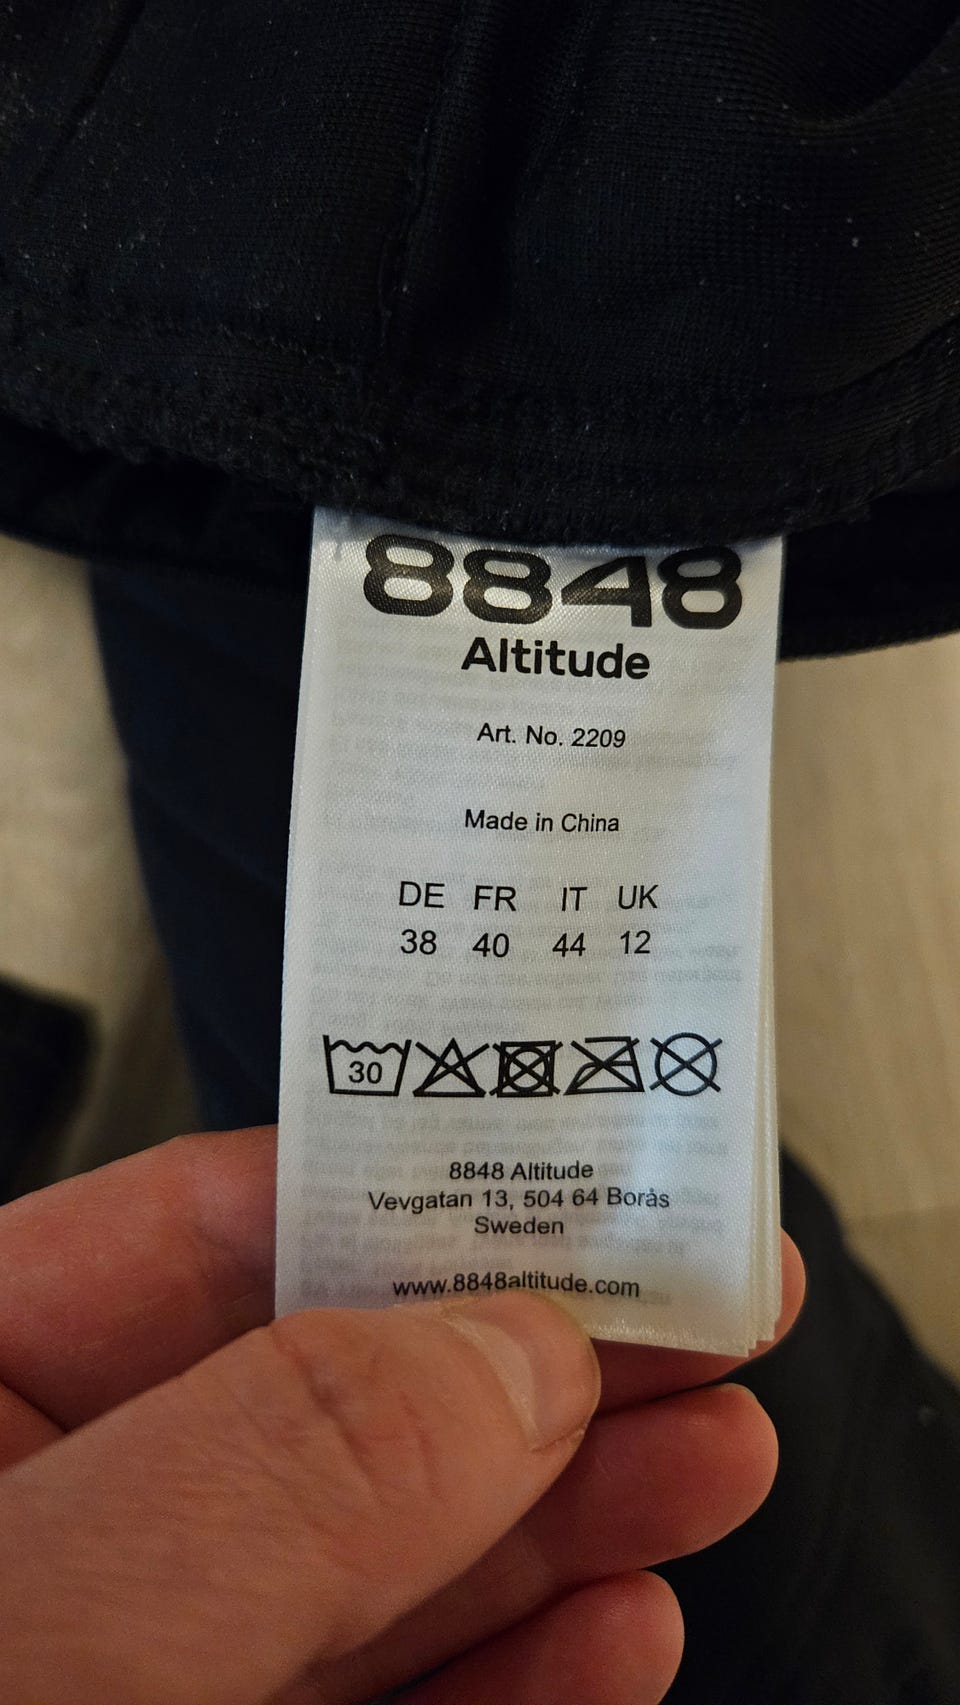 8848
Altitude
Art. No. 2209
Made in China
DE FR IT UK
38 40 44 12
30
8848 Altitude
Vevgatan 13, 504 64 Borås
Sweden
www.8848altitude.com